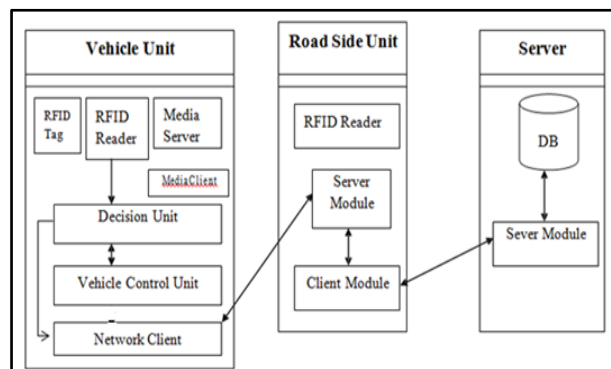 Vehicle Unit
RFID
Tag
RFID
Reader
Media
Server
MediaClient
Decision Unit
Vehicle Control Unit
Network Client
Road Side Unit
RFID Reader
Server
Module
Client Module
Server
DB
Sever Module